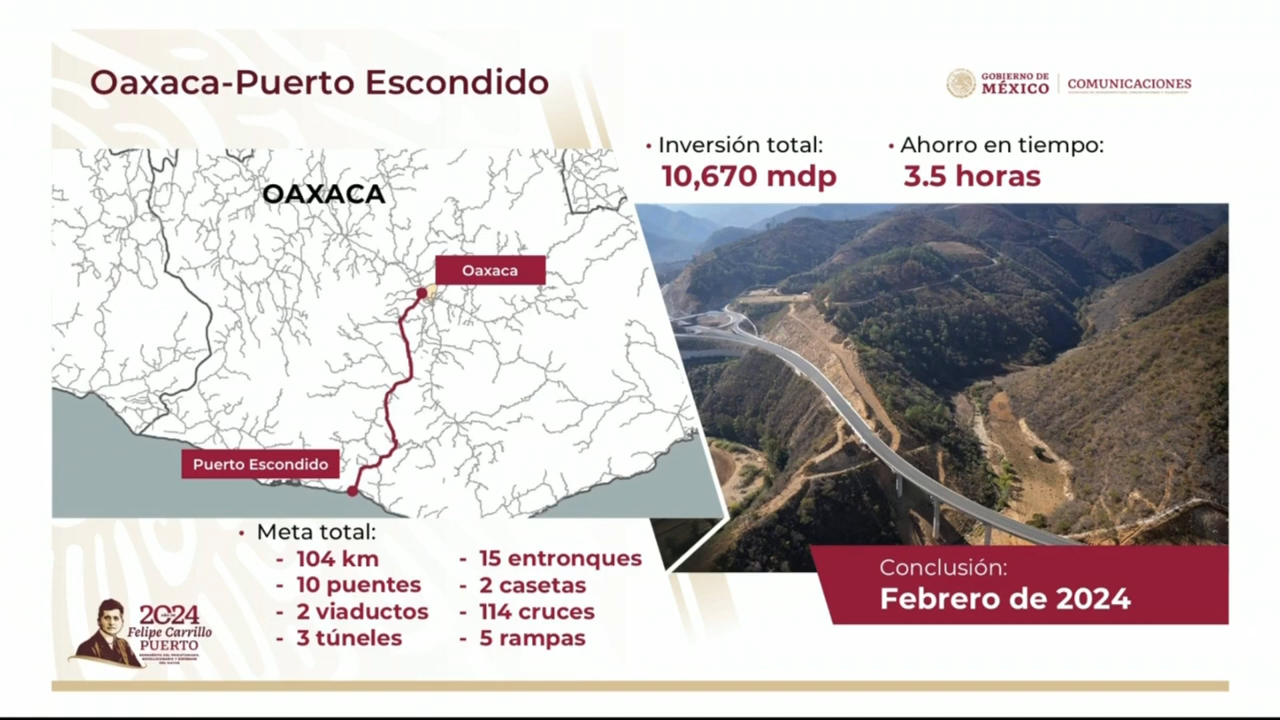 Oaxaca-Puerto Escondido
GOBIERNO DE
MÉXICO
COMUNICACIONES
• Inversión total:
10,670 mdp
• Ahorro en tiempo:
3.5 horas
OAXACA
Oaxaca
Puerto Escondido
• Meta total:
- 104 km
- 10 puentes
- 2 viaductos
- 3 túneles
- 15 entronques
- 2 casetas
- 114 cruces
- 5 rampas
Conclusión:
Febrero de 2024
2024
Felipe Carrillo
PUERTO